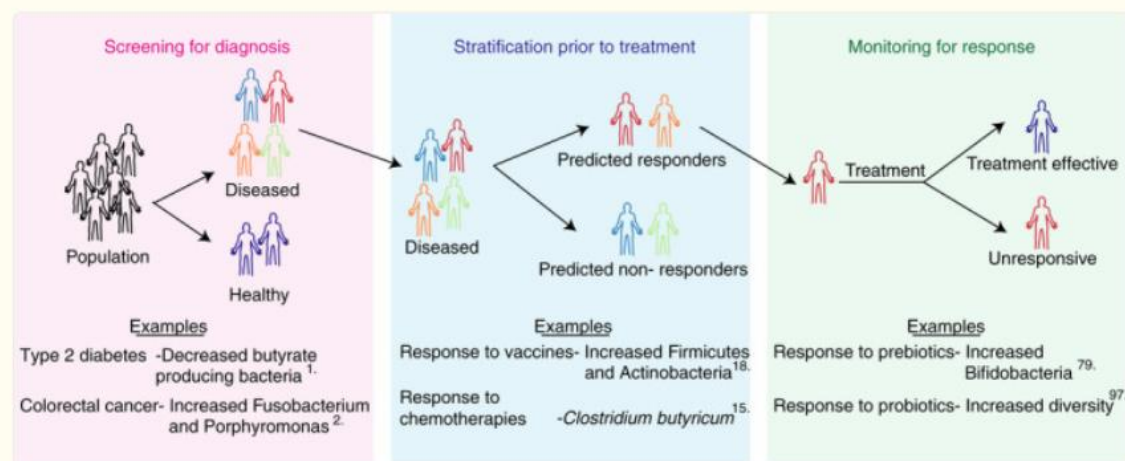 Screening for diagnosis
Diseased
Population
Healthy
Examples
Type 2 diabetes -Decreased butyrate
producing bacteria 1.
Colorectal cancer- Increased Fusobacterium
and Porphyromonas 2.
Stratification prior to treatment
Predicted responders
Diseased
Predicted non- responders
Examples
Response to vaccines- Increased Firmicutes
and Actinobacteria 18.
Response to
chemotherapies -Clostridium butyricum 15.
Monitoring for response
Treatment
Treatment effective
Unresponsive
Examples
Response to prebiotics- Increased
Bifidobacteria 79.
Response to probiotics- Increased diversity 97